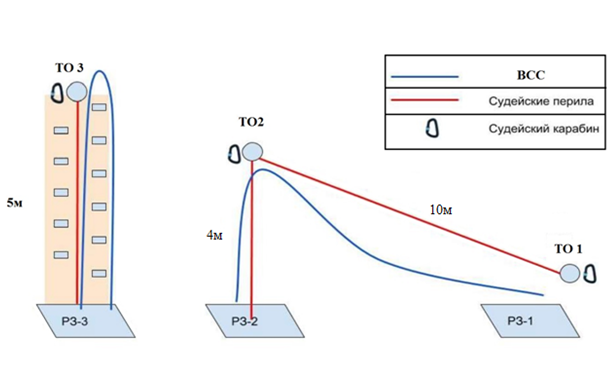 ТО 3
ВСС
Судейские перила
Судейский карабин
ТО2
5м
4м
10м
ТО 1
РЗ-3
РЗ-2
РЗ-1